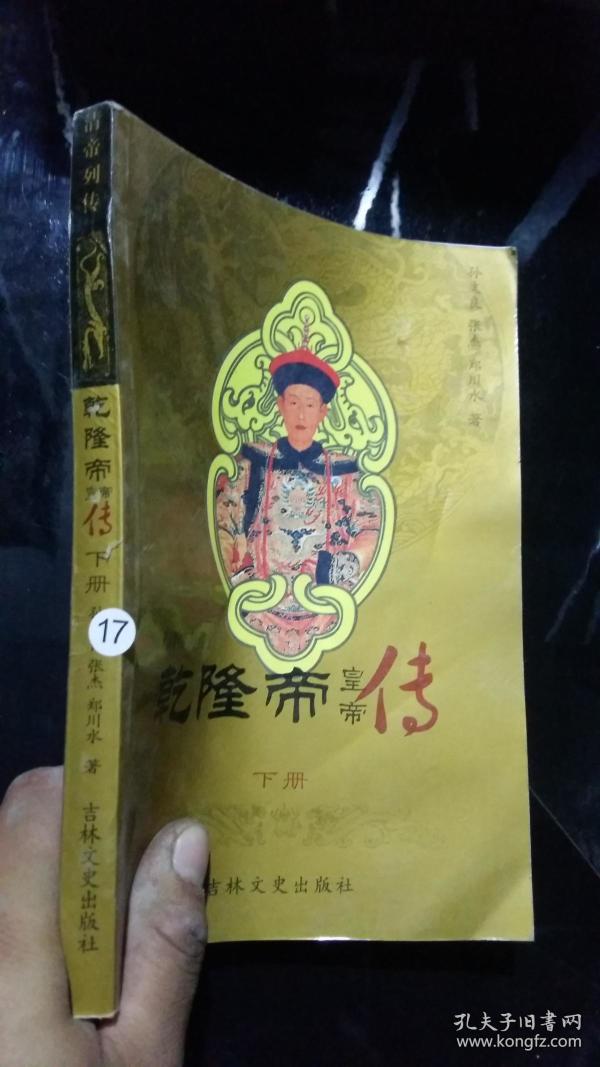 清帝列传
乾隆帝
皇帝
传
下册
17
张杰 郑川水 著
吉林文史出版社
孙文良 张杰 郑川水 著
乾隆帝
皇帝
传
下册
吉林文史出版社
孔夫子旧书网
www.kongfz.com